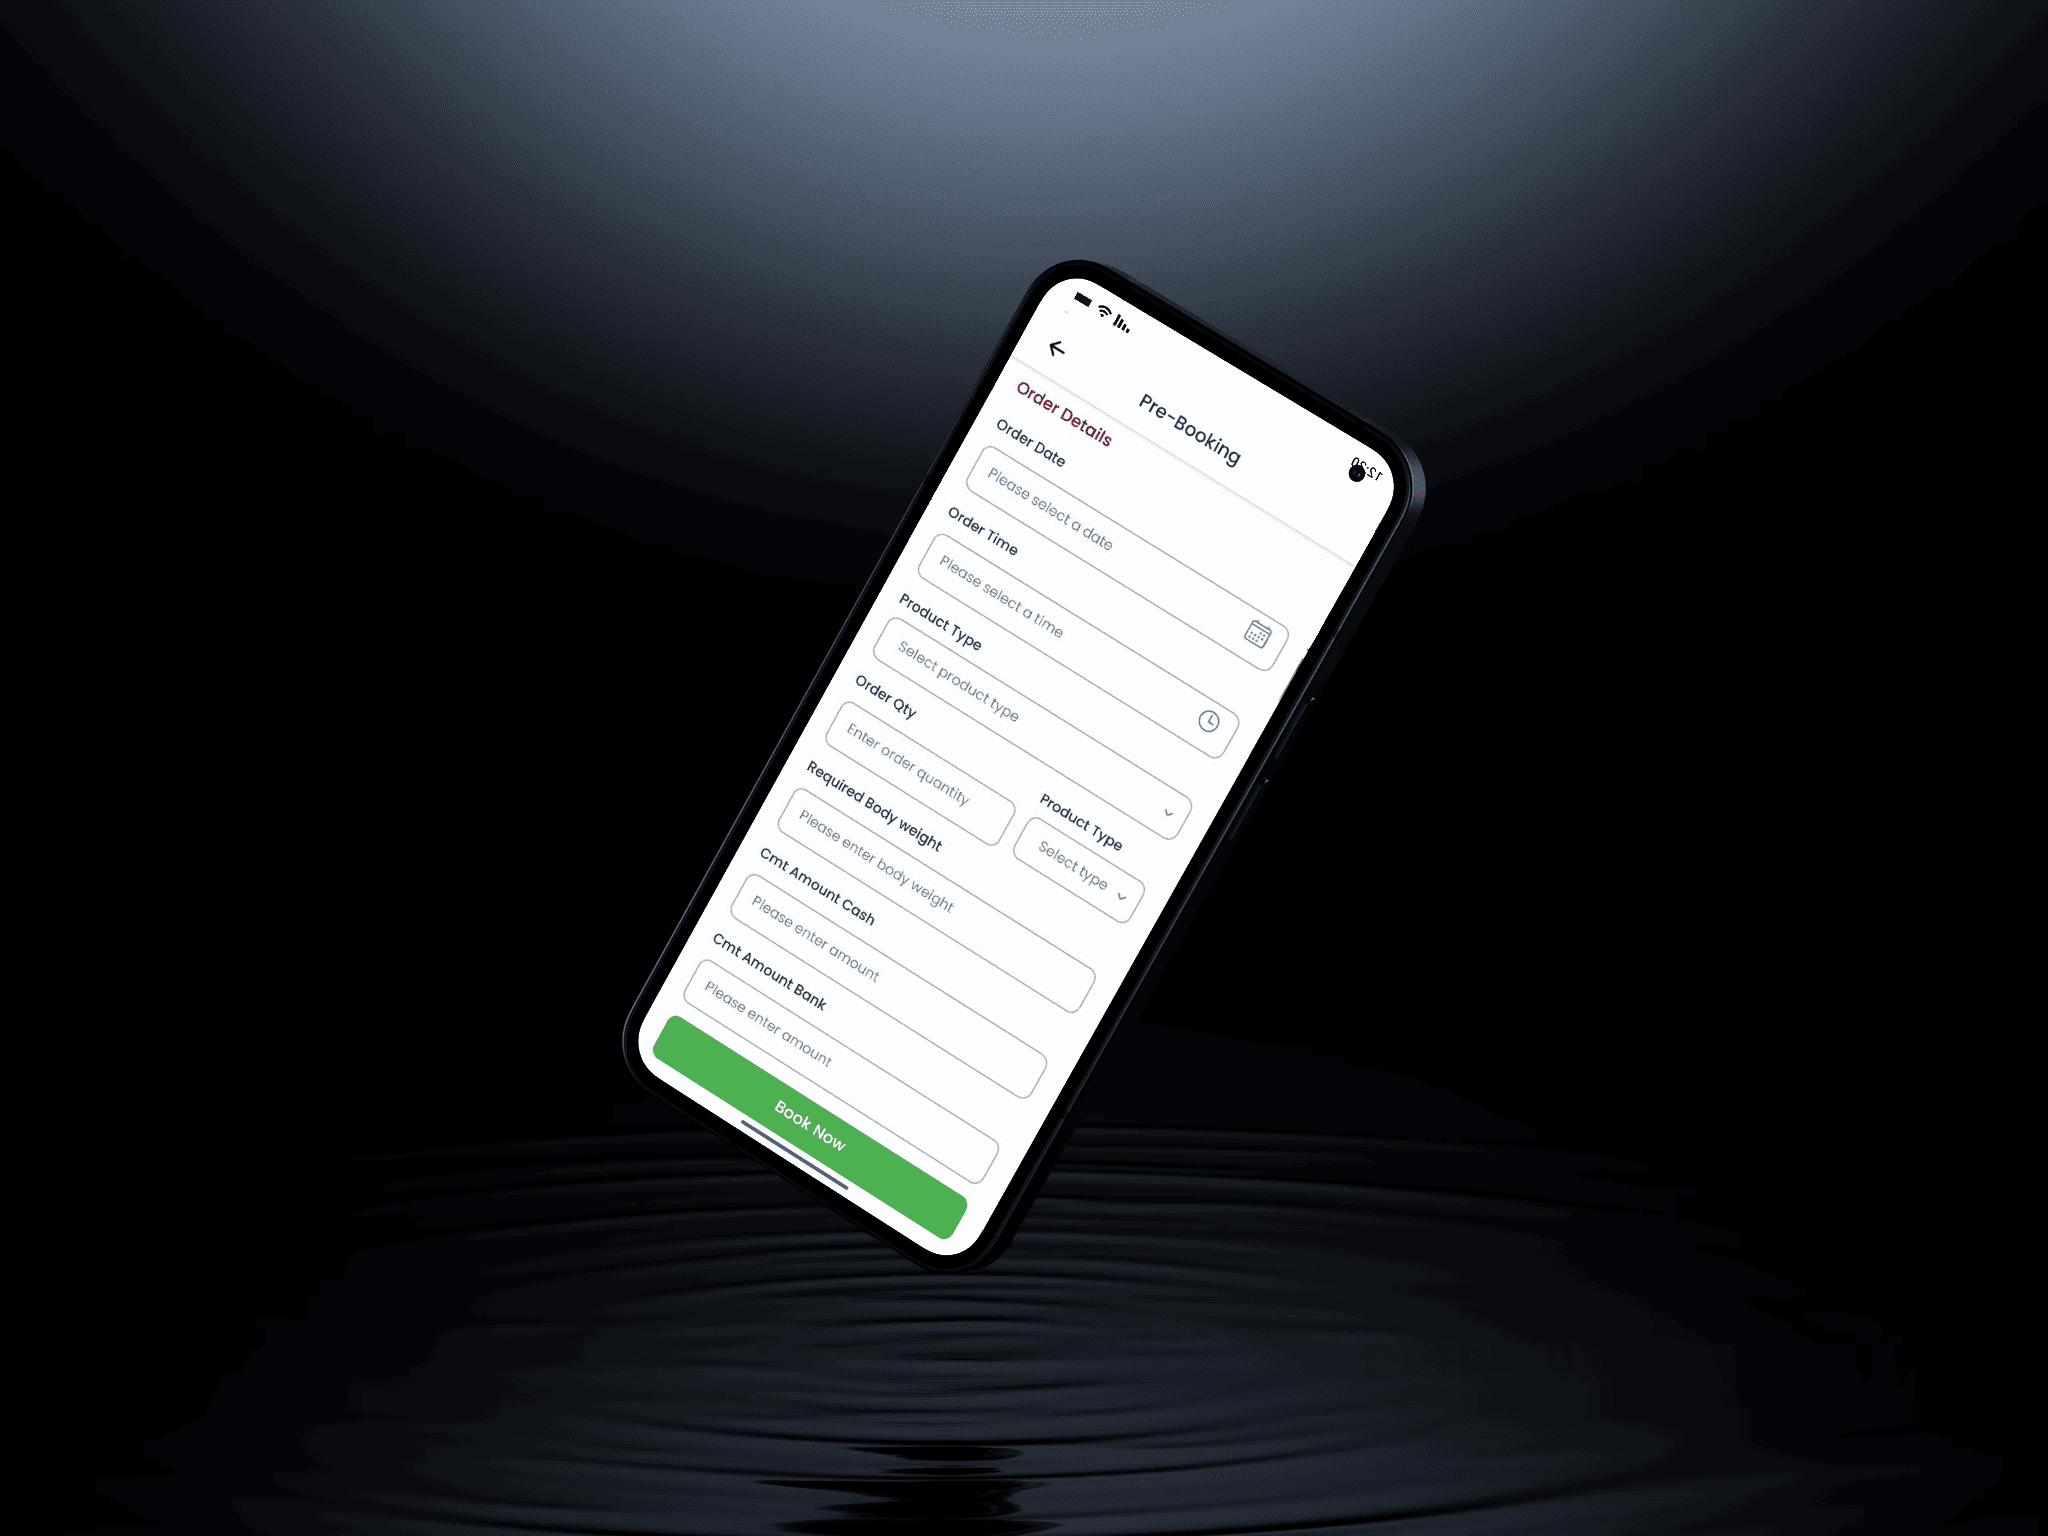 12:20
Pre-Booking
Order Details
Order Date
Please select a date
Order Time
Please select a time
Product Type
Select product type
Order Qty
Enter order quantity
Product Type
Select type
Required Body weight
Please enter body weight
Cmt Amount Cash
Please enter amount
Cmt Amount Bank
Please enter amount
Book Now